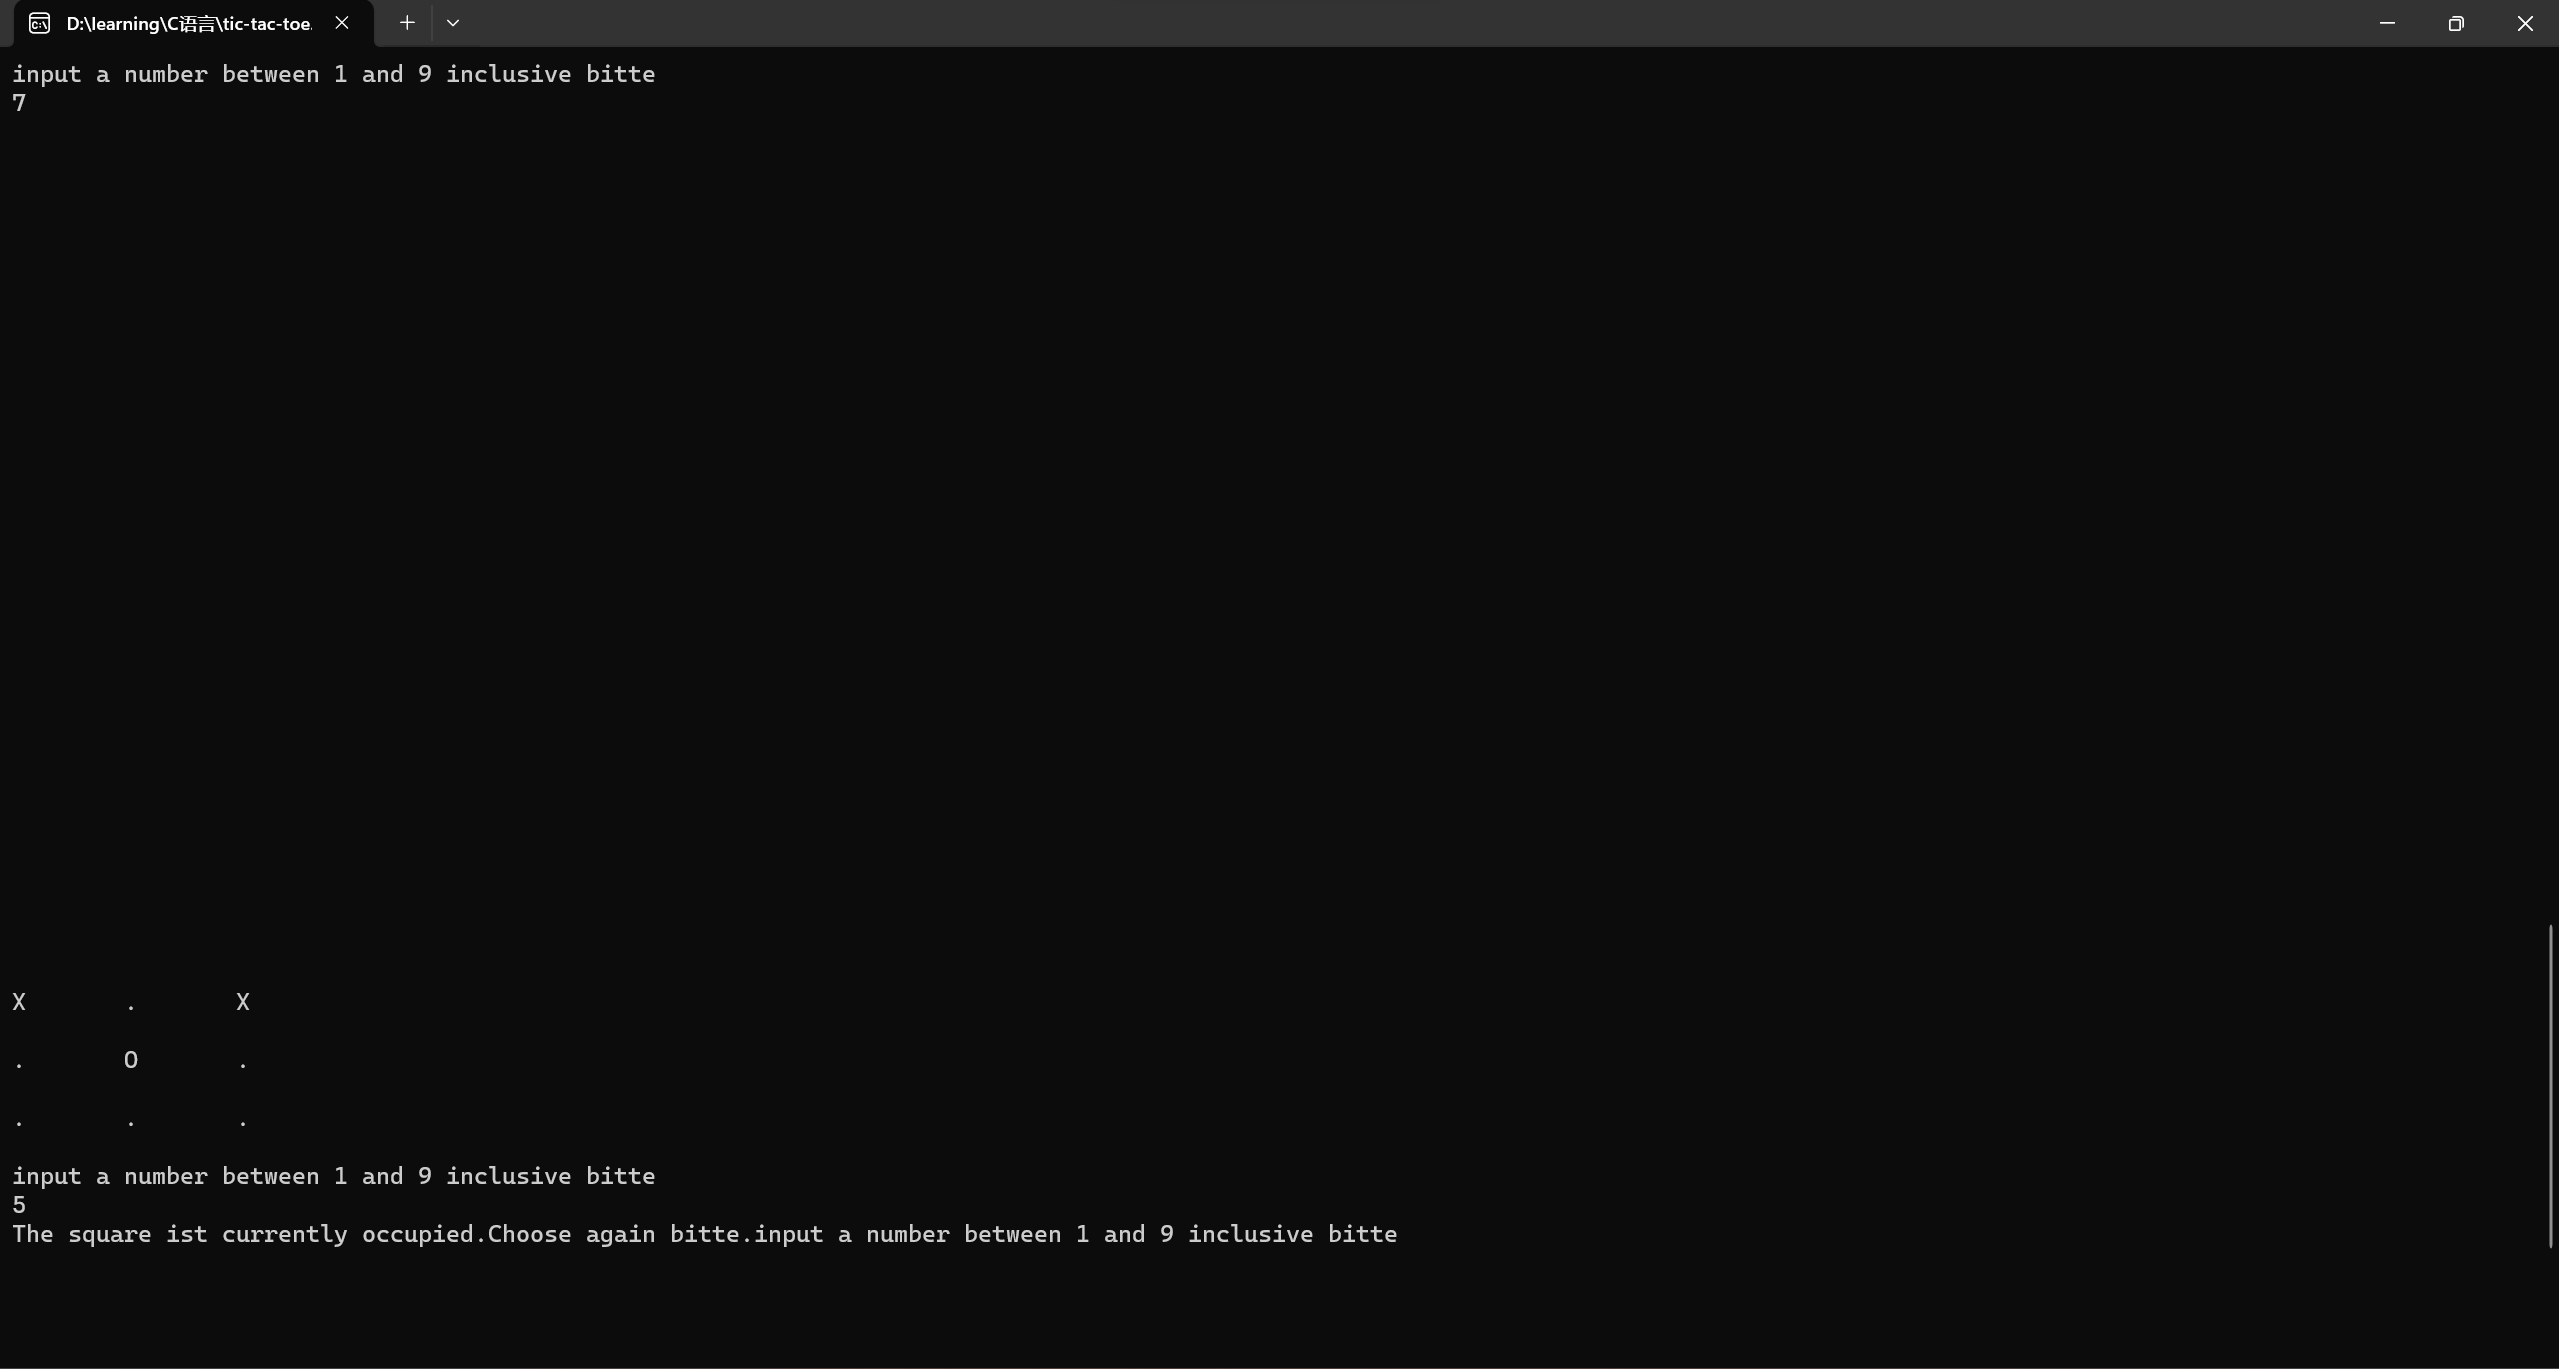 D:\learning\C语言\tic-tac-toe.
input a number between 1 and 9 inclusive bitte
7
X . X
. O .
. . .
input a number between 1 and 9 inclusive bitte
5
The square ist currently occupied.Choose again bitte.input a number between 1 and 9 inclusive bitte